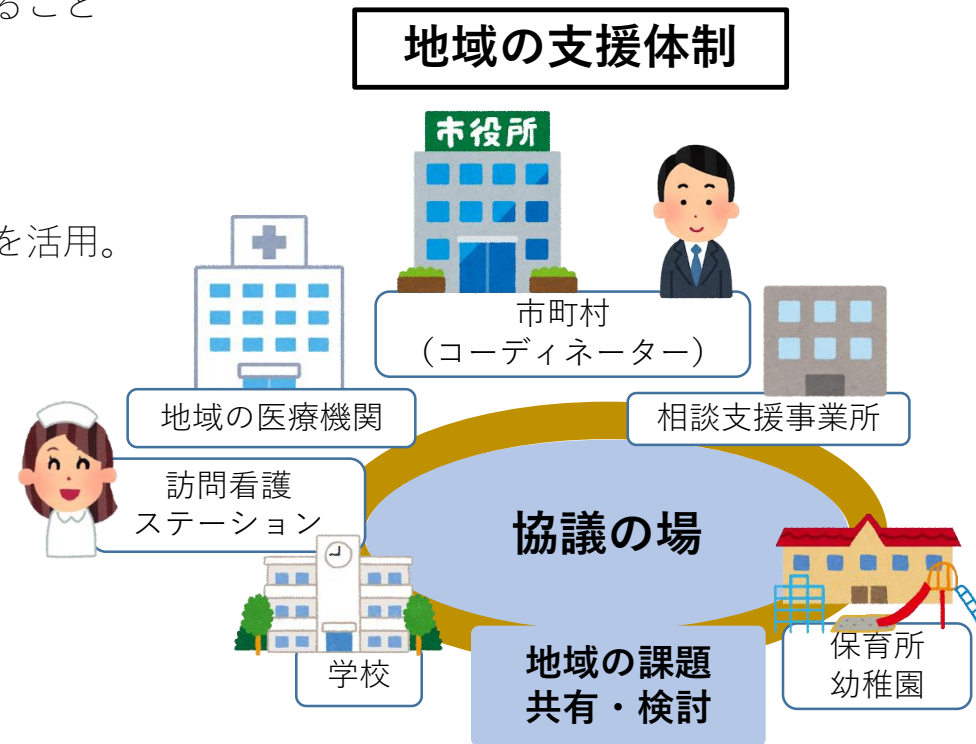 ること
を活用。
地域の支援体制
市役所
市町村
（コーディネーター）
地域の医療機関
相談支援事業所
訪問看護
ステーション
協議の場
学校
保育所
幼稚園
地域の課題
共有・検討